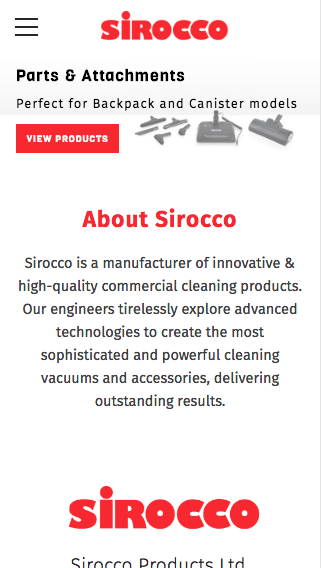 SIROCCO
Parts & Attachments
Perfect for Backpack and Canister models
VIEW PRODUCTS
About Sirocco
Sirocco is a manufacturer of innovative &
high-quality commercial cleaning products.
Our engineers tirelessly explore advanced
technologies to create the most
sophisticated and powerful cleaning
vacuums and accessories, delivering
outstanding results.
SIROCCO
Sirocco Products Ltd